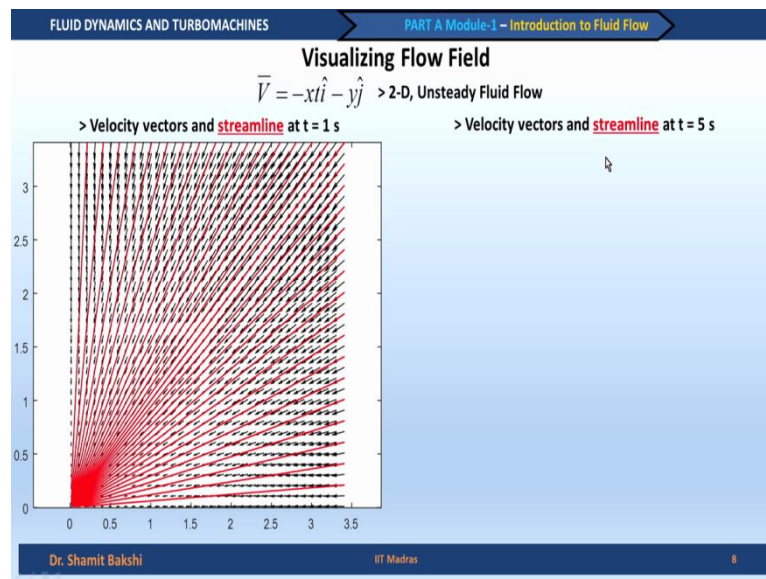 FLUID DYNAMICS AND TURBOMACHINES
PART A Module-1 – Introduction to Fluid Flow
Visualizing Flow Field
V̅ = −xtî − yĵ > 2-D, Unsteady Fluid Flow
> Velocity vectors and streamline at t = 1 s
> Velocity vectors and streamline at t = 5 s
3
2.5
2
1.5
1
0.5
0
0 0.5 1 1.5 2 2.5 3 3.5
Dr. Shamit Bakshi IIT Madras 8